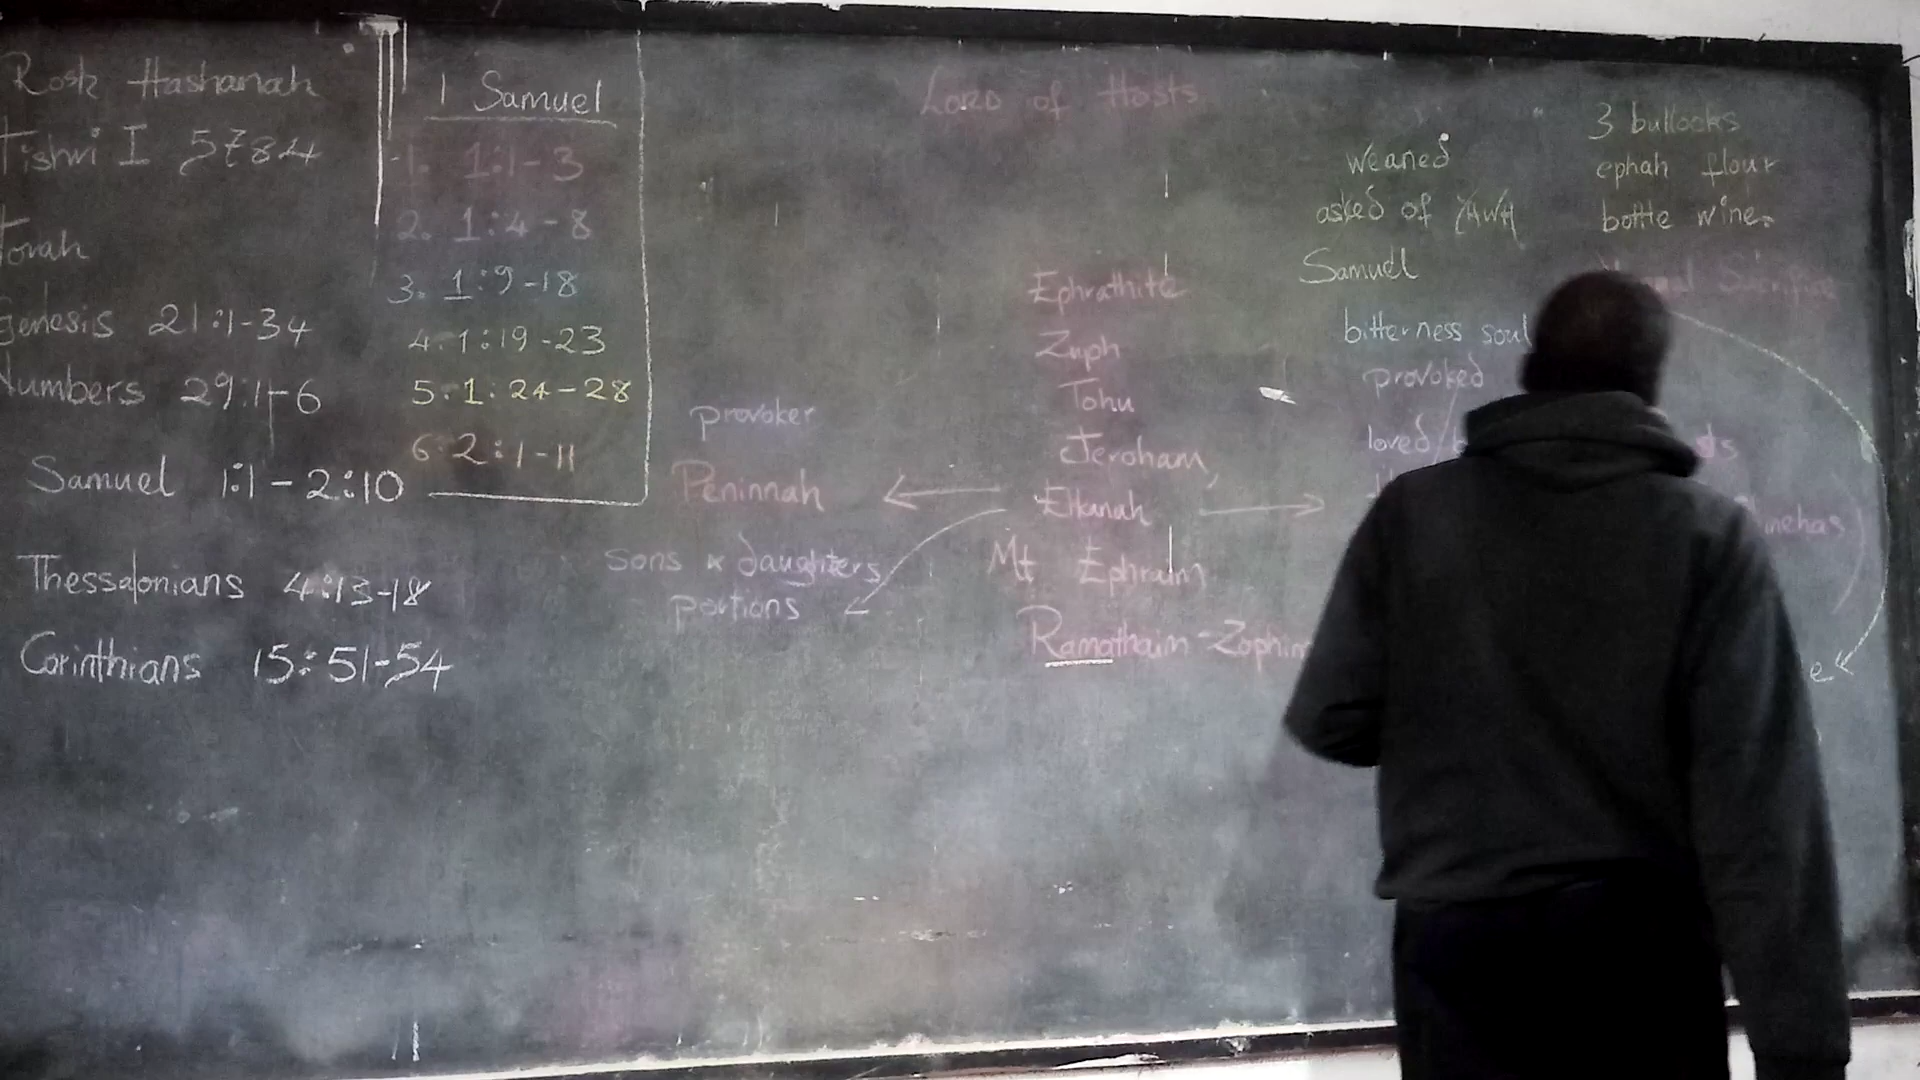 Rosh Hashanah
Tishri I 5784
Torah
Genesis 21:1-34
Numbers 29:1-6
Samuel 1:1-2:10
Thessalonians 4:13-18
Corinthians 15:51-54
1 Samuel
1. 1:1-3
2. 1:4-8
3. 1:9-18
4. 1:19-23
5. 1:24-28
6. 2:1-11
provoker
Peninnah
sons & daughters
portions
Lord of Hosts
Ephrathite
Zuph
Tohu
Jeroham
Elkanah
Mt Ephraim
Ramathaim-Zophim
weaned
asked of YHWH
Samuel
bitterness soul
provoked
loved/
3 bullocks
ephah flour
bottle wine.
Sacrifice